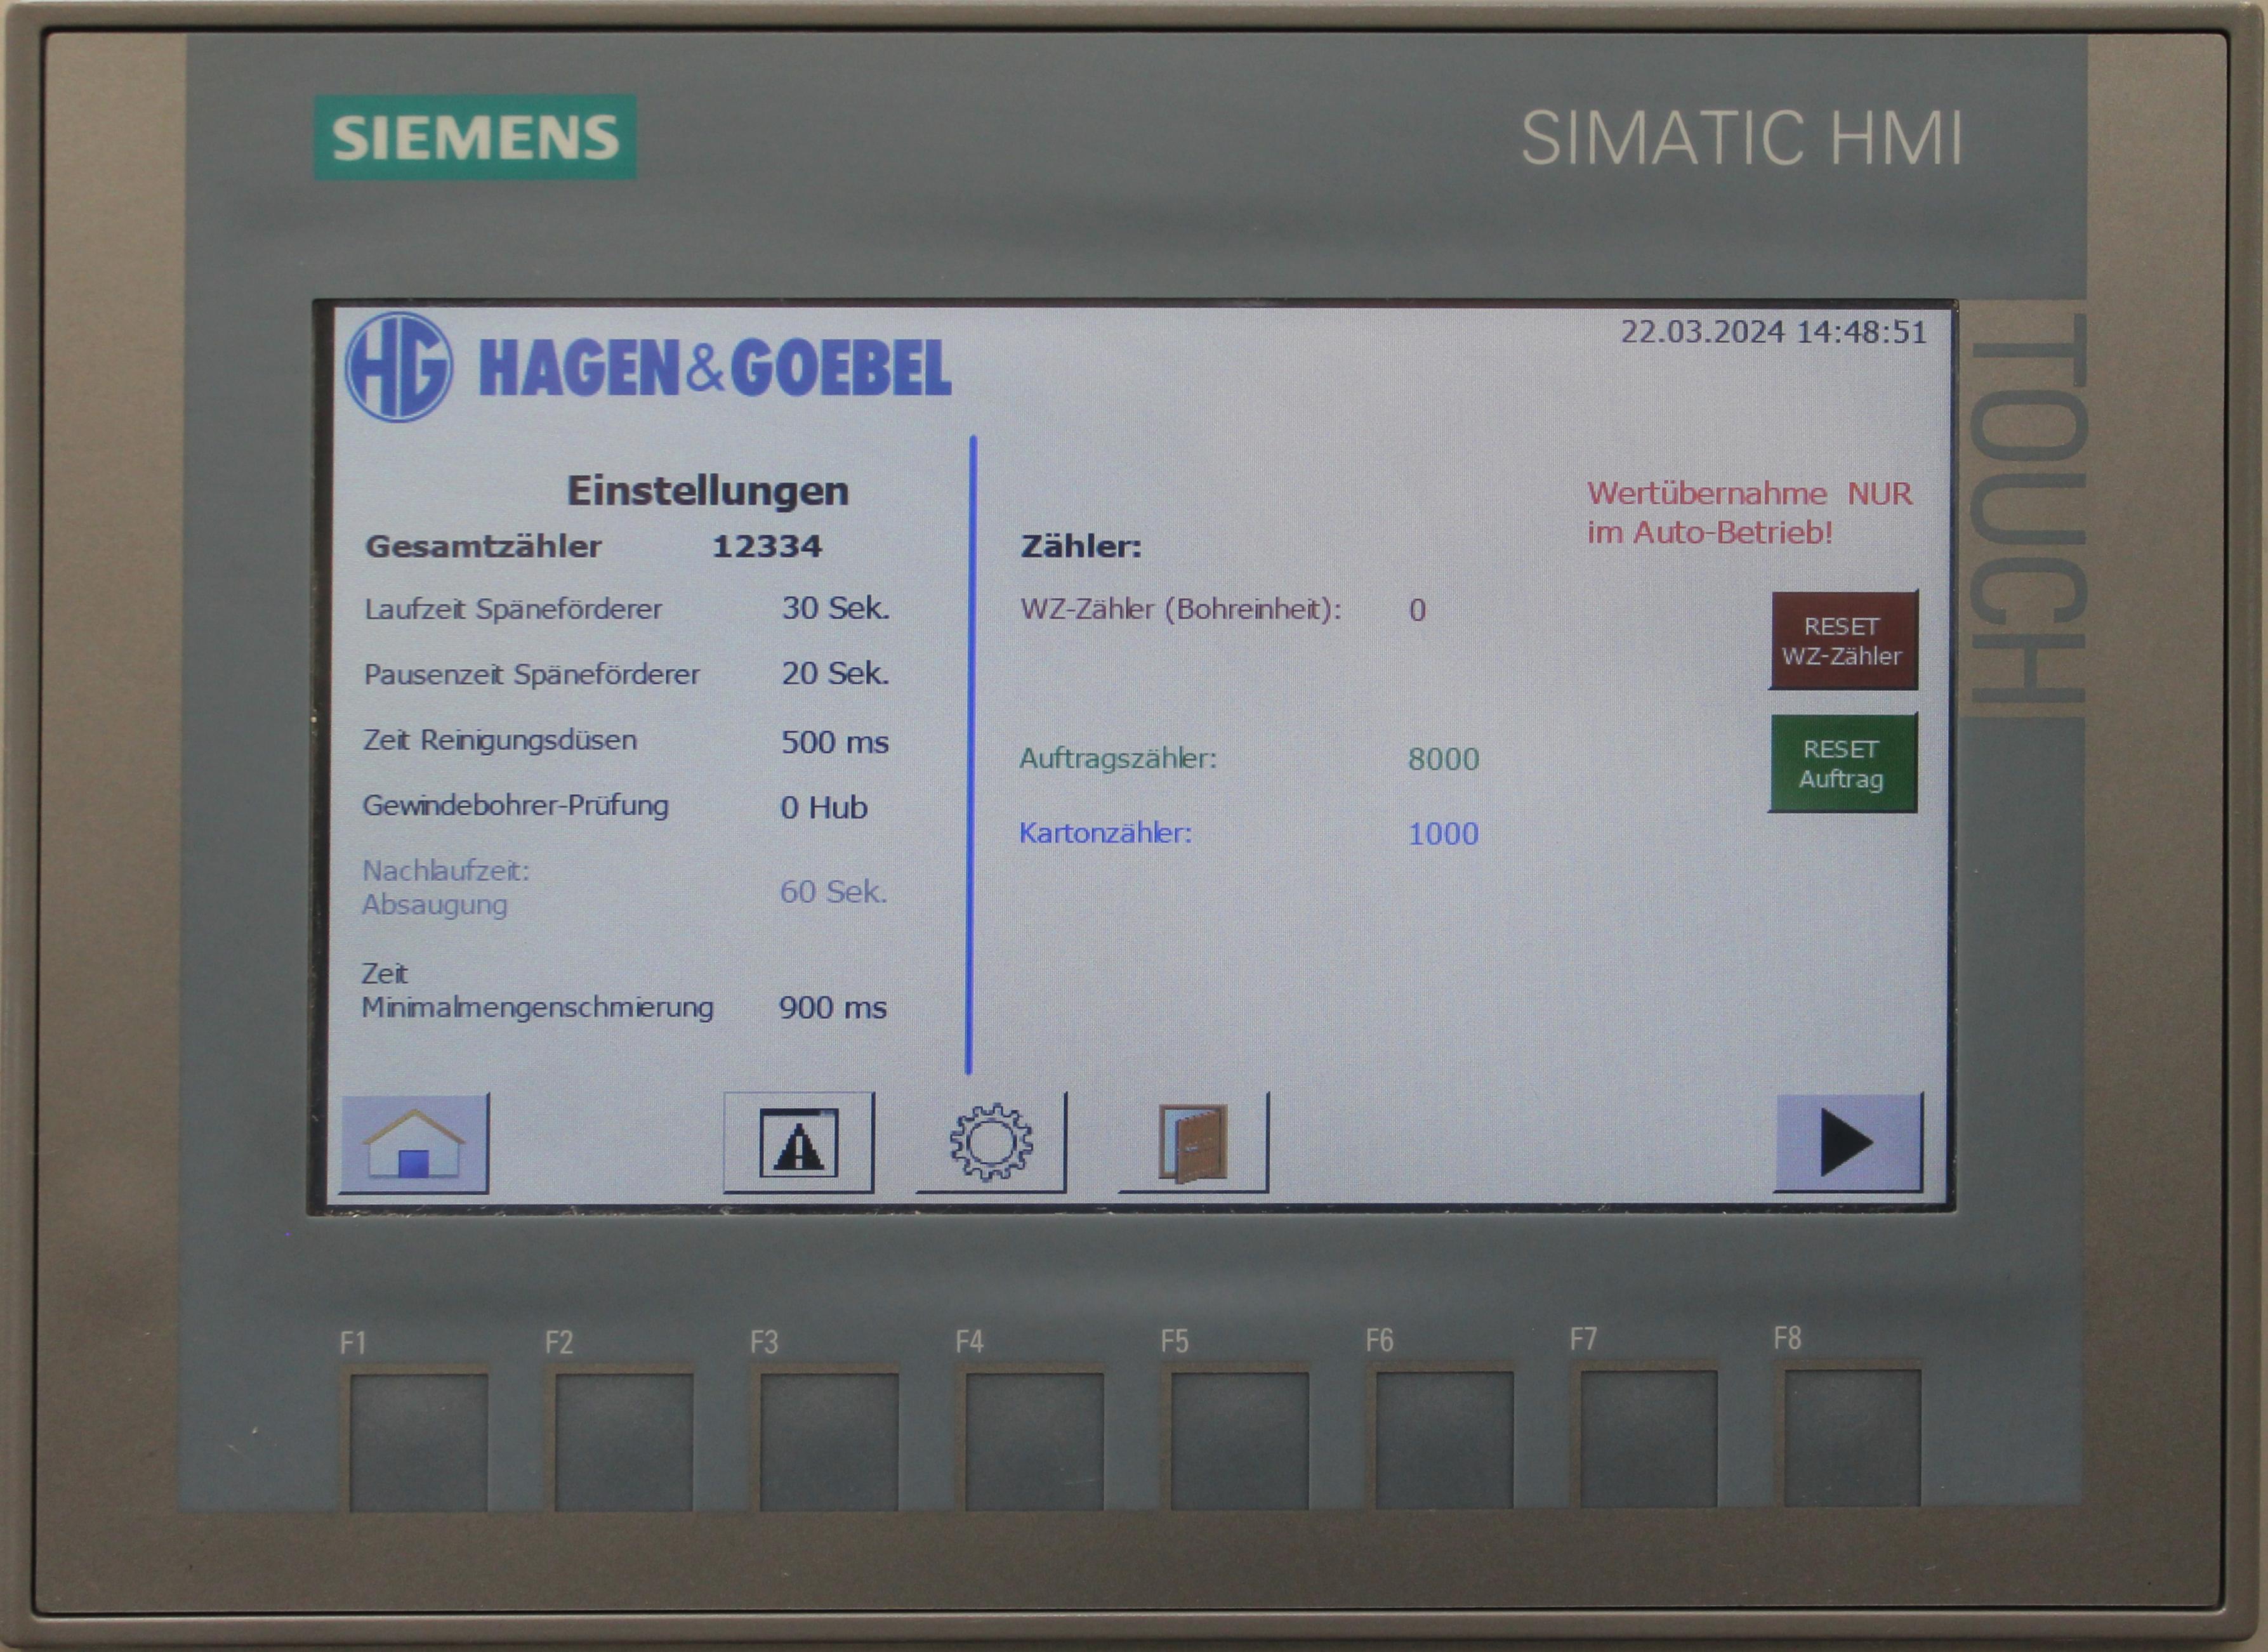 SIEMENS
SIMATIC HMI
TOUCH
HG HAGEN&GOEBEL
22.03.2024 14:48:51
Einstellungen
Gesamtzähler 12334
Laufzeit Späneförderer 30 Sek.
Pausenzeit Späneförderer 20 Sek.
Zeit Reinigungsdüsen 500 ms
Gewindebohrer-Prüfung 0 Hub
Nachlaufzeit:
Absaugung 60 Sek.
Zeit
Minimalmengenschmierung 900 ms
Wertübernahme NUR
im Auto-Betrieb!
Zähler:
WZ-Zähler (Bohreinheit): 0
RESET
WZ-Zähler
Auftragszähler: 8000
RESET
Auftrag
Kartonzähler: 1000
F1 F2 F3 F4 F5 F6 F7 F8